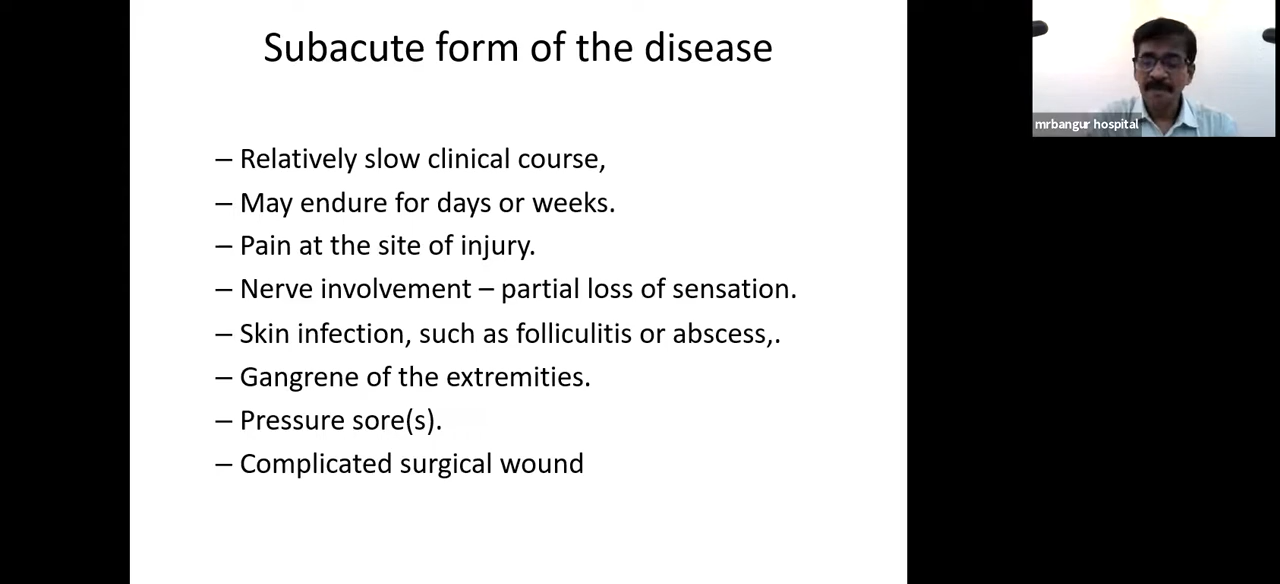 Subacute form of the disease
– Relatively slow clinical course,
– May endure for days or weeks.
– Pain at the site of injury.
– Nerve involvement – partial loss of sensation.
– Skin infection, such as folliculitis or abscess,.
– Gangrene of the extremities.
– Pressure sore(s).
– Complicated surgical wound
mrbangur hospital